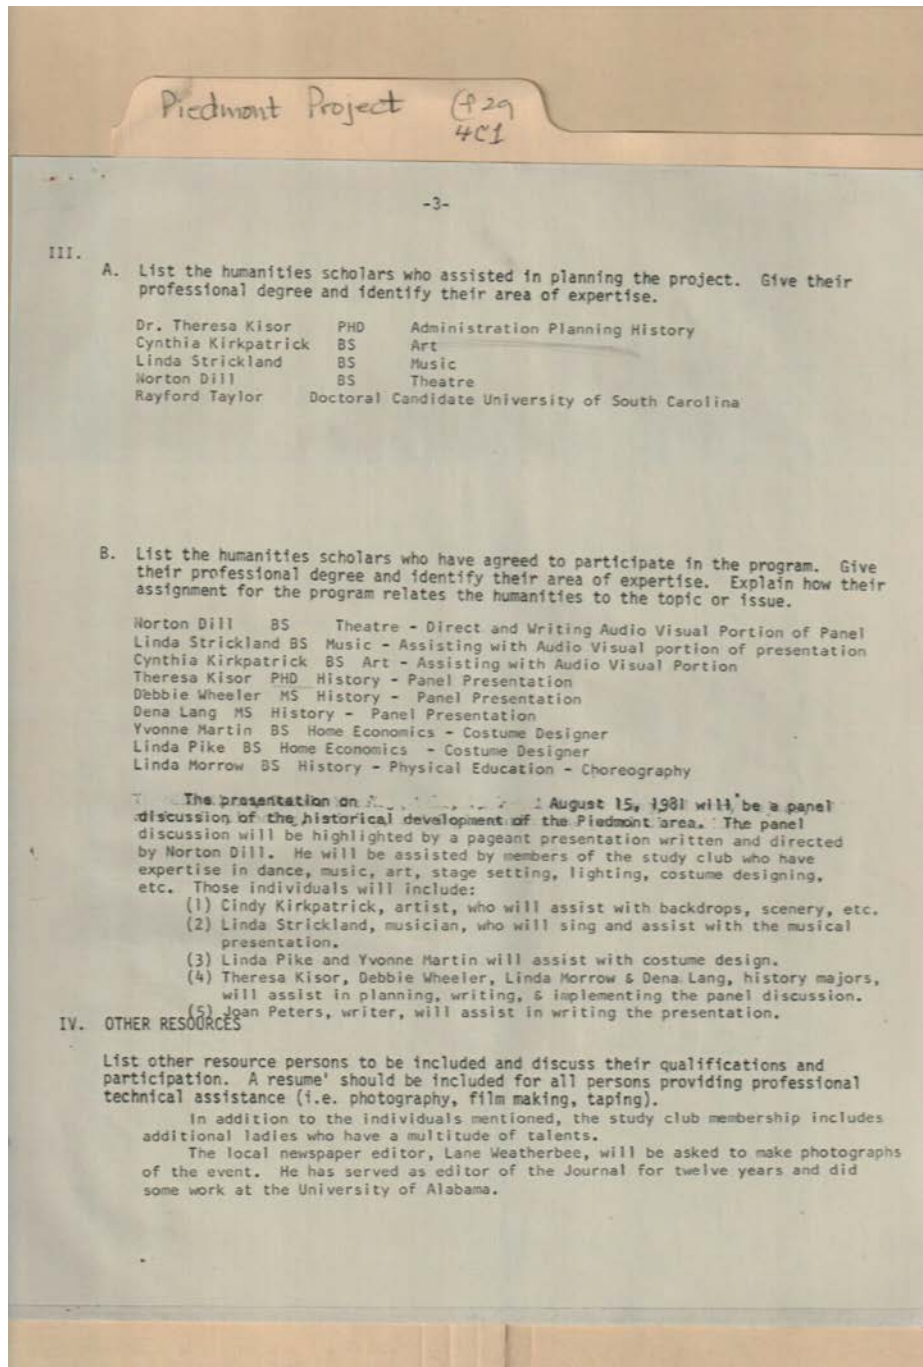 Piedmont Project (P29
4C1
-3-
III.
A. List the humanities scholars who assisted in planning the project. Give their
professional degree and identify their area of expertise.
Dr. Theresa Kisor PHD Administration Planning History
Cynthia Kirkpatrick BS Art
Linda Strickland BS Music
Norton Dill BS Theatre
Rayford Taylor Doctoral Candidate University of South Carolina
B. List the humanities scholars who have agreed to participate in the program. Give
their professional degree and identify their area of expertise. Explain how their
assignment for the program relates the humanities to the topic or issue.
Norton Dill BS Theatre - Direct and Writing Audio Visual Portion of Panel
Linda Strickland BS Music - Assisting with Audio Visual portion of presentation
Cynthia Kirkpatrick BS Art - Assisting with Audio Visual Portion
Theresa Kisor PHD History - Panel Presentation
Debbie Wheeler MS History - Panel Presentation
Dena Lang MS History - Panel Presentation
Yvonne Martin BS Home Economics - Costume Designer
Linda Pike BS Home Economics - Costume Designer
Linda Morrow BS History - Physical Education - Choreography
The presentation on August 15, 1981 will be a panel
discussion of the historical development of the Piedmont area. The panel
discussion will be highlighted by a pageant presentation written and directed
by Norton Dill. He will be assisted by members of the study club who have
expertise in dance, music, art, stage setting, lighting, costume designing,
etc. Those individuals will include:
(1) Cindy Kirkpatrick, artist, who will assist with backdrops, scenery, etc.
(2) Linda Strickland, musician, who will sing and assist with the musical
presentation.
(3) Linda Pike and Yvonne Martin will assist with costume design.
(4) Theresa Kisor, Debbie Wheeler, Linda Morrow & Dena Lang, history majors,
will assist in planning, writing, & implementing the panel discussion.
(5) Joan Peters, writer, will assist in writing the presentation.
IV. OTHER RESOURCES
List other resource persons to be included and discuss their qualifications and
participation. A resume' should be included for all persons providing professional
technical assistance (i.e. photography, film making, taping).
In addition to the individuals mentioned, the study club membership includes
additional ladies who have a multitude of talents.
The local newspaper editor, Lane Weatherbee, will be asked to make photographs
of the event. He has served as editor of the Journal for twelve years and did
some work at the University of Alabama.